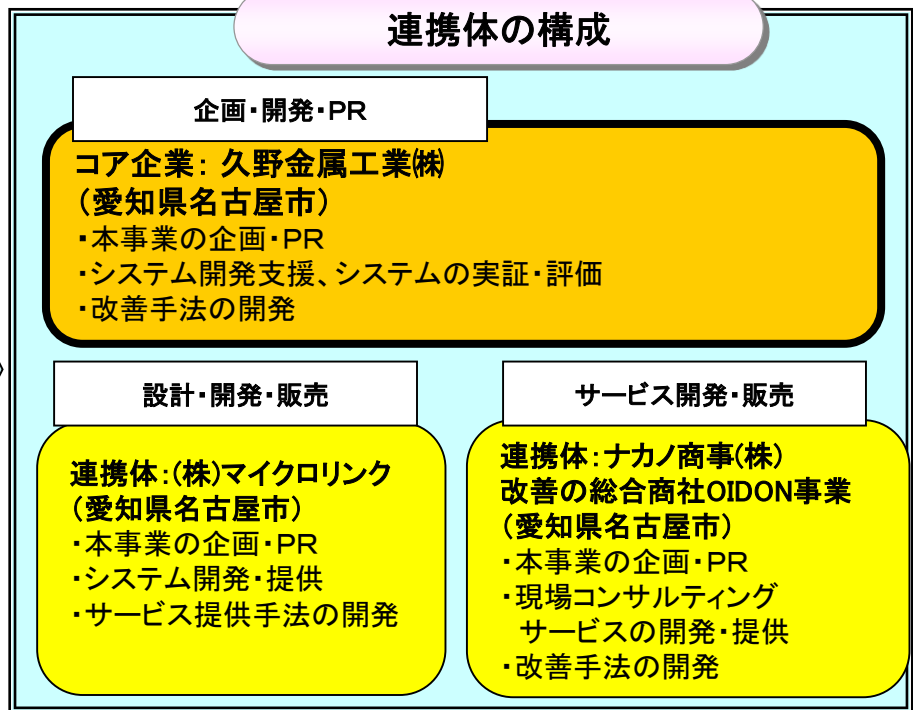 連携体の構成
企画・開発・PR
コア企業：久野金属工業㈱
（愛知県名古屋市）
・本事業の企画・PR
・システム開発支援、システムの実証・評価
・改善手法の開発
設計・開発・販売
連携体：(株)マイクロリンク
（愛知県名古屋市）
・本事業の企画・PR
・システム開発・提供
・サービス提供手法の開発
サービス開発・販売
連携体：ナカノ商事(株)
改善の総合商社OIDON事業
（愛知県名古屋市）
・本事業の企画・PR
・現場コンサルティング
サービスの開発・提供
・改善手法の開発